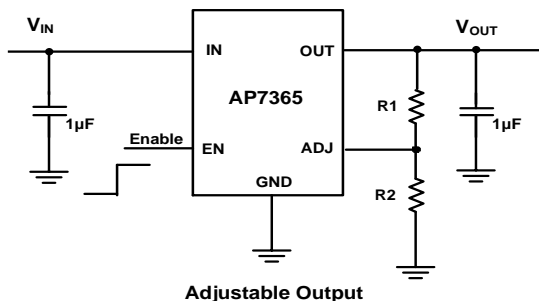 VIN
VOUT
IN
OUT
AP7365
R1
1µF
1µF
Enable
EN
ADJ
GND
R2
Adjustable Output